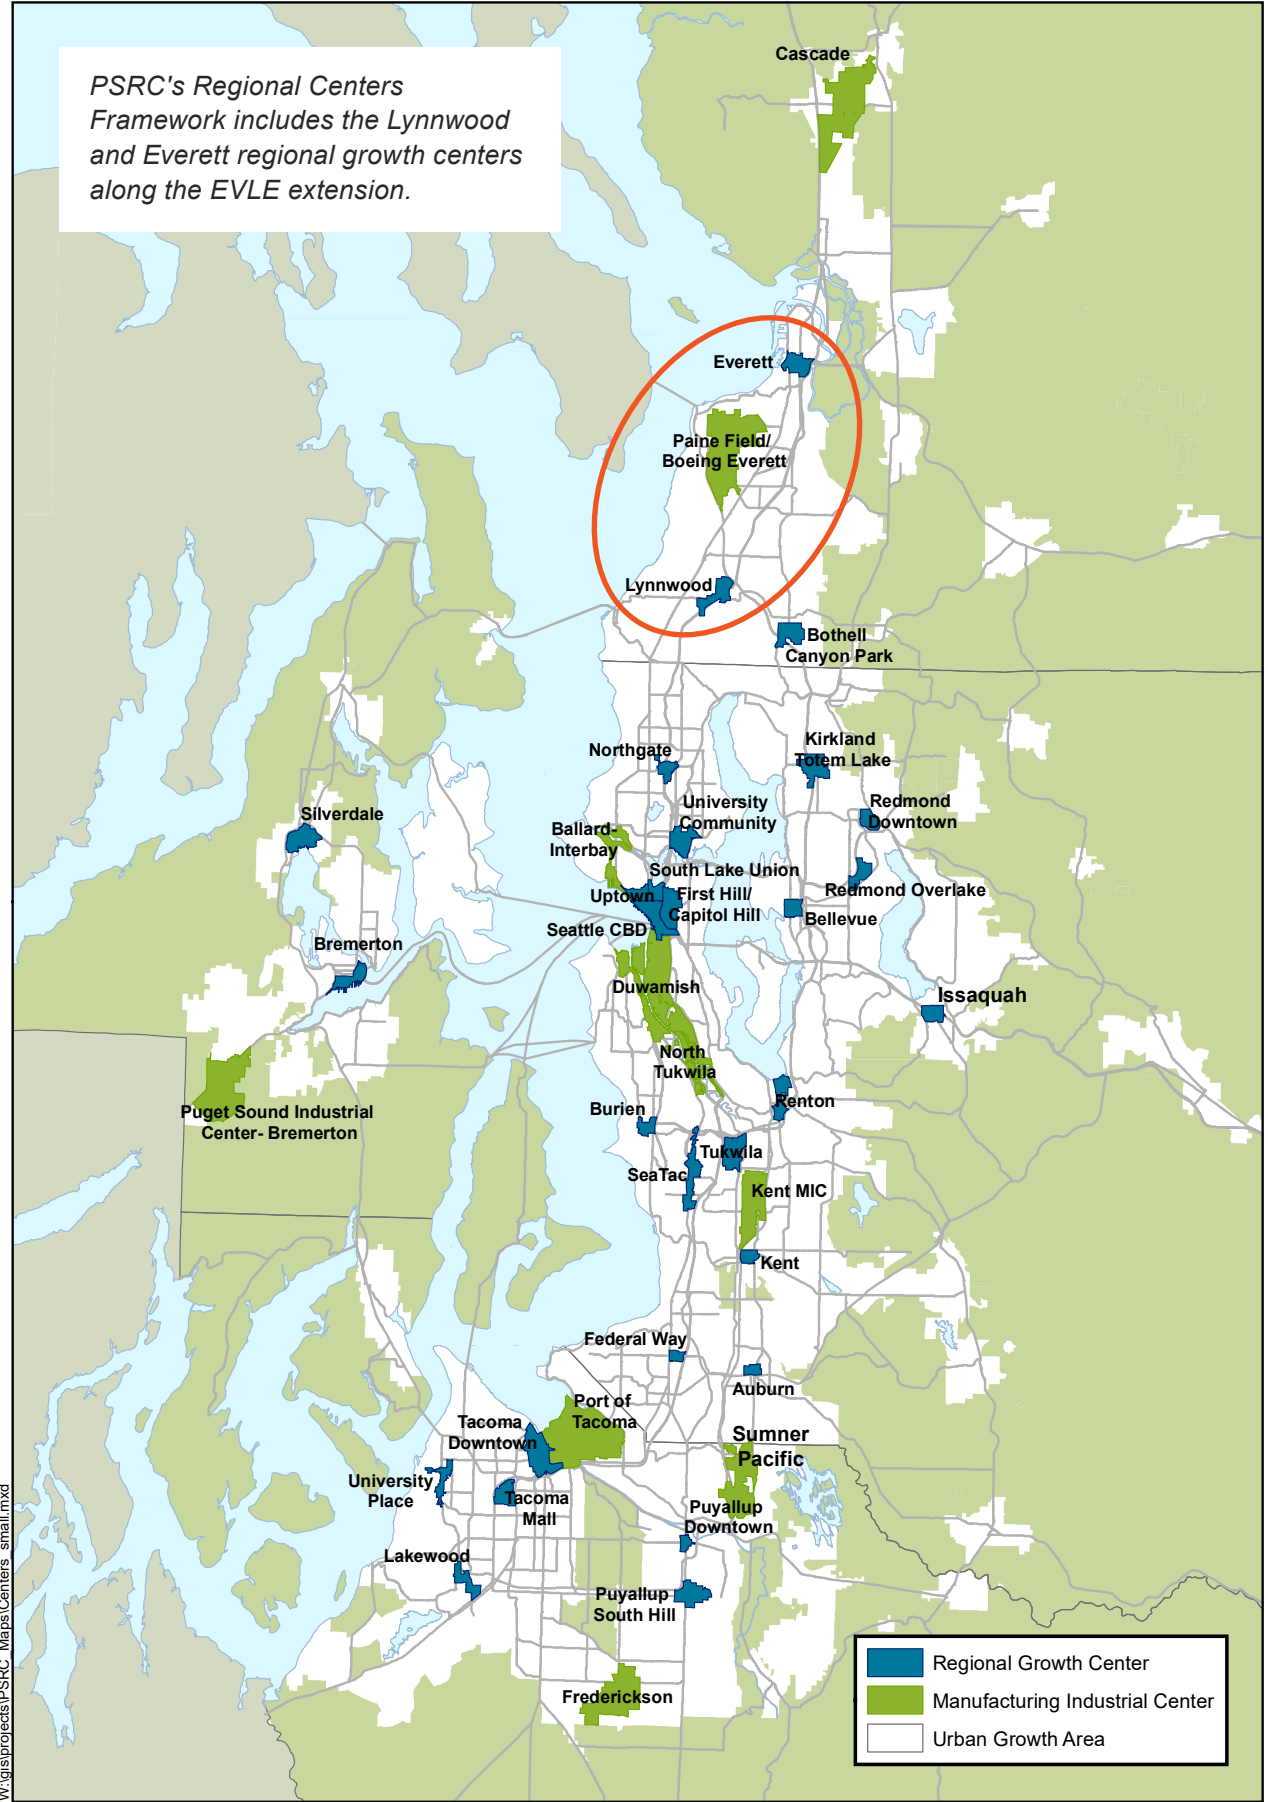 PSRC's Regional Centers
Framework includes the Lynnwood
and Everett regional growth centers
along the EVLE extension.
Cascade
Everett
Paine Field/
Boeing Everett
Lynnwood
Bothell
Canyon Park
Northgate
Kirkland
Totem Lake
University
Community
Redmond
Downtown
Silverdale
Ballard-
Interbay
South Lake Union
Redmond Overlake
Uptown
First Hill/
Capitol Hill
Bellevue
Seattle CBD
Bremerton
Duwamish
Issaquah
North
Tukwila
Puget Sound Industrial
Center- Bremerton
Burien
Renton
Tukwila
SeaTac
Kent MIC
Kent
Federal Way
Auburn
Port of
Tacoma
Tacoma
Downtown
Sumner
Pacific
University
Place
Tacoma
Mall
Puyallup
Downtown
Lakewood
Puyallup
South Hill
Frederickson
Regional Growth Center
Manufacturing Industrial Center
Urban Growth Area
W:\gis\projects\PSRC_Maps\Centers_small.mxd